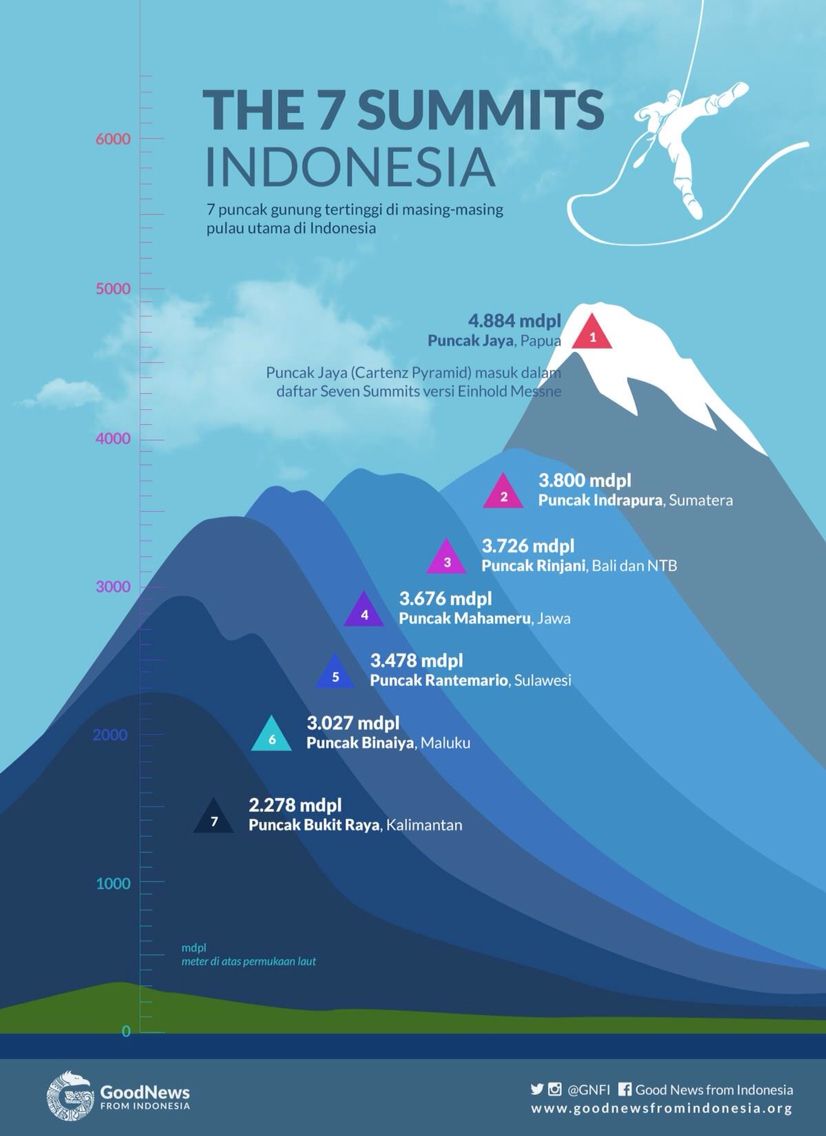 THE 7 SUMMITS
INDONESIA
7 puncak gunung tertinggi di masing-masing
pulau utama di Indonesia
6000
5000
4000
3000
2000
1000
0
4.884 mdpl
Puncak Jaya, Papua
1
Puncak Jaya (Cartenz Pyramid) masuk dalam
daftar Seven Summits versi Einhold Messne
2
3.800 mdpl
Puncak Indrapura, Sumatera
3
3.726 mdpl
Puncak Rinjani, Bali dan NTB
4
3.676 mdpl
Puncak Mahameru, Jawa
5
3.478 mdpl
Puncak Rantemario, Sulawesi
6
3.027 mdpl
Puncak Binaiya, Maluku
7
2.278 mdpl
Puncak Bukit Raya, Kalimantan
mdpl
meter di atas permukaan laut
GoodNews
FROM INDONESIA
@GNFI Good News from Indonesia
www.goodnewsfromindonesia.org